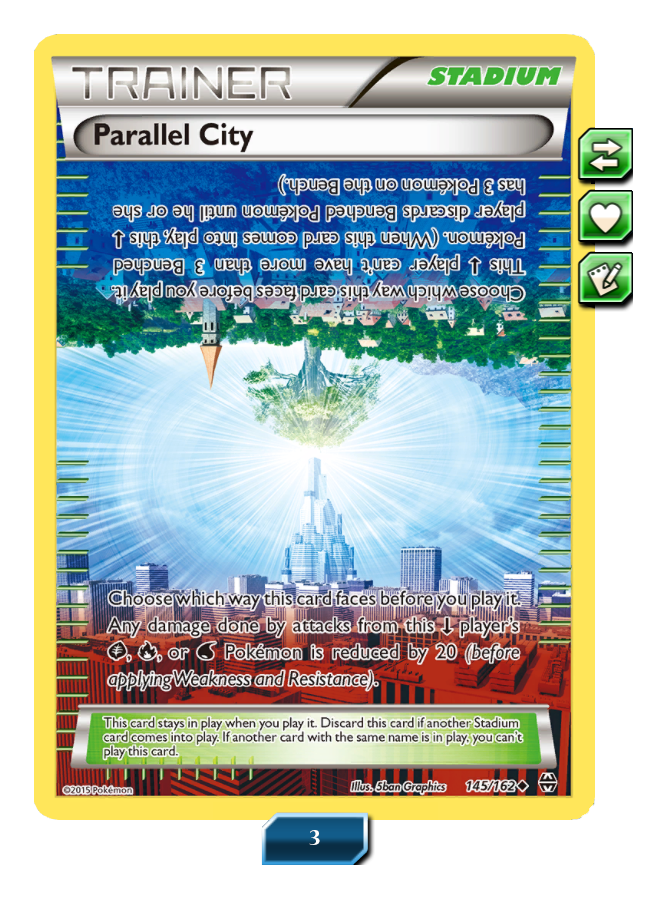 TRAINER
STADIUM
Parallel City
Choose which way this card faces before you play it.
This ↑ player can't have more than 3 Benched
Pokémon. (When this card comes into play, this ↑
player discards Benched Pokémon until he or she
has 3 Pokémon on the Bench.)
Choose which way this card faces before you play it.
Any damage done by attacks from this ↓ player's
, , or Pokémon is reduced by 20 (before
applying Weakness and Resistance).
This card stays in play when you play it. Discard this card if another Stadium
card comes into play. If another card with the same name is in play, you can't
play this card.
©2015 Pokémon
Illus. 5ban Graphics
145/162
3